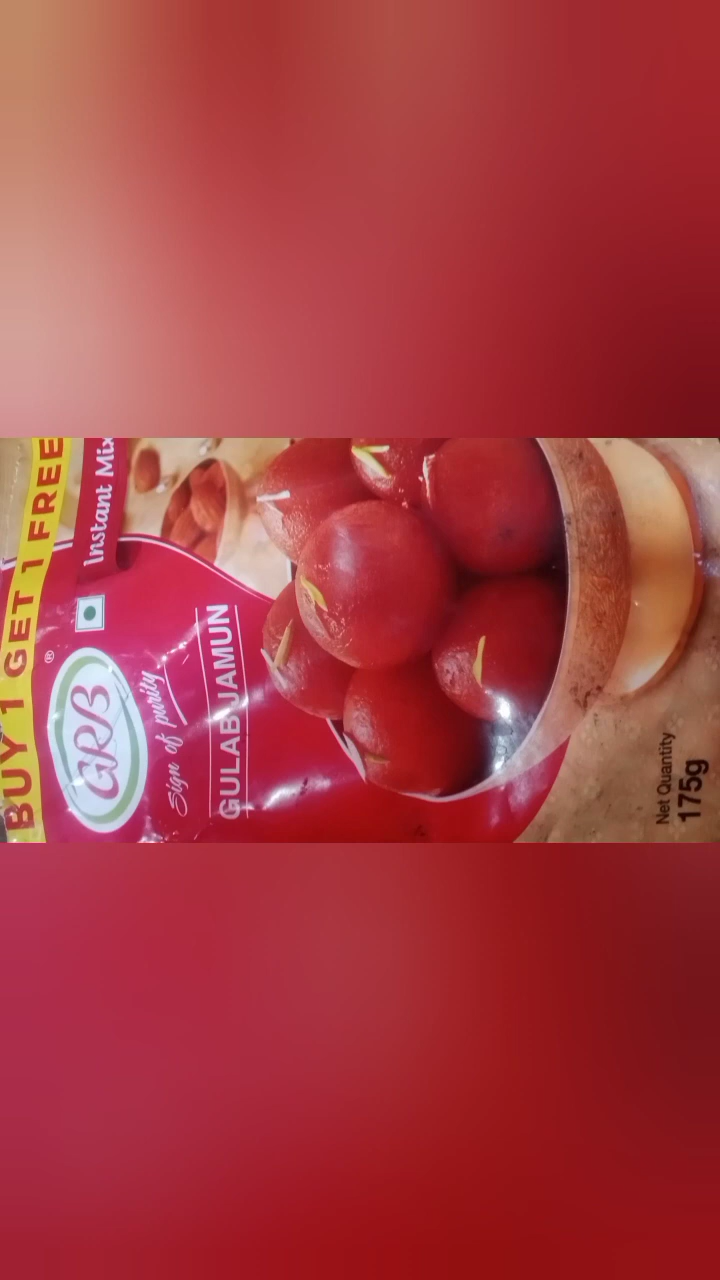 BUY 1 GET 1 FREE
Instant Mix
GRB®
Sign of purity
GULAB JAMUN
Net Quantity
175g